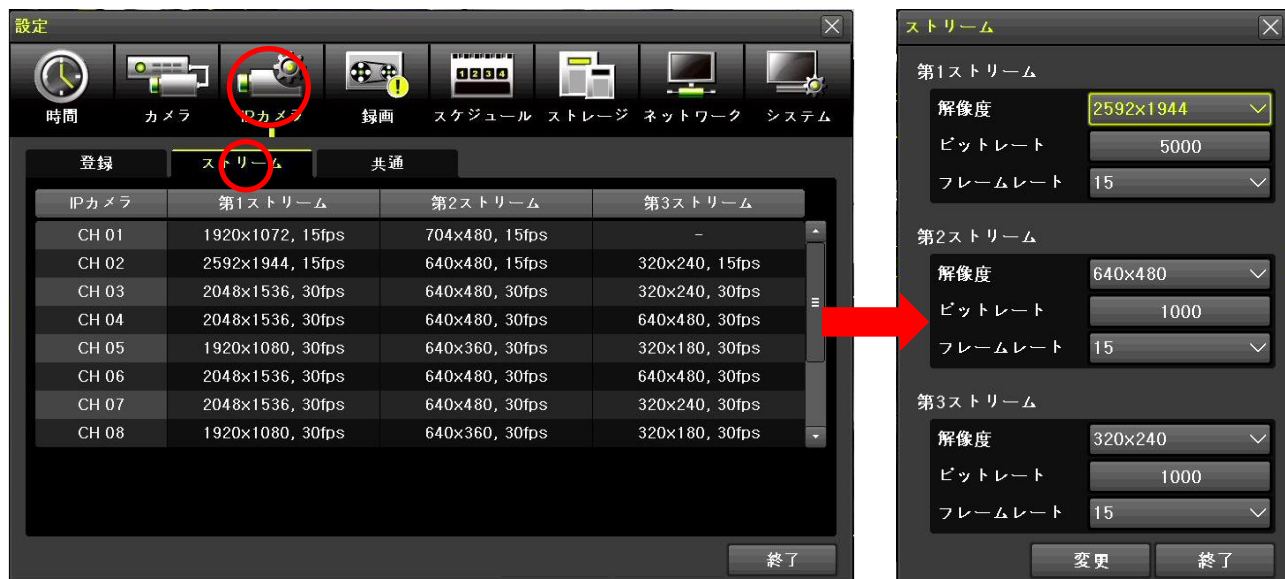 設定
時間 カメラ IPカメラ 録画 スケジュール ストレージ ネットワーク システム
登録 ストリーム 共通
IPカメラ 第1ストリーム 第2ストリーム 第3ストリーム
CH 01 1920x1072, 15fps 704x480, 15fps -
CH 02 2592x1944, 15fps 640x480, 15fps 320x240, 15fps
CH 03 2048x1536, 30fps 640x480, 30fps 320x240, 30fps
CH 04 2048x1536, 30fps 640x480, 30fps 640x480, 30fps
CH 05 1920x1080, 30fps 640x360, 30fps 320x180, 30fps
CH 06 2048x1536, 30fps 640x480, 30fps 640x480, 30fps
CH 07 2048x1536, 30fps 640x480, 30fps 320x240, 30fps
CH 08 1920x1080, 30fps 640x360, 30fps 320x180, 30fps
終了
ストリーム
第1ストリーム
解像度 2592x1944
ビットレート 5000
フレームレート 15
第2ストリーム
解像度 640x480
ビットレート 1000
フレームレート 15
第3ストリーム
解像度 320x240
ビットレート 1000
フレームレート 15
変更 終了